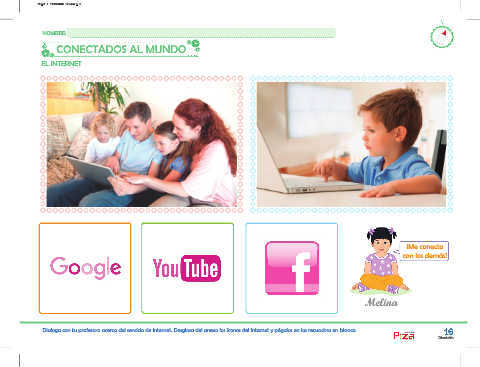 NOMBRE:
CONECTADOS AL MUNDO
EL INTERNET
Google
YouTube
f
¡Me conecto
con los demás!
Melina
Dialoga con tu profesora acerca del servicio de Internet. Desglosa del anexo los íconos del Internet y pégalos en los recuadros en blanco.
Pizza
16